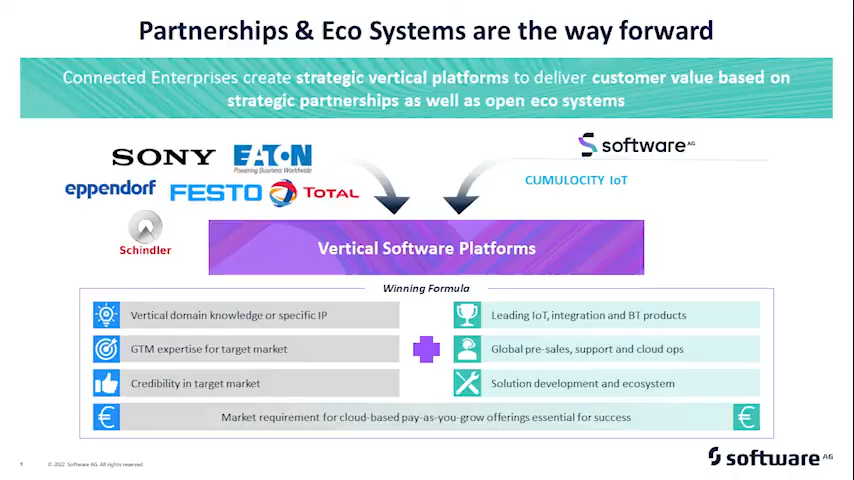 Partnerships & Eco Systems are the way forward
Connected Enterprises create strategic vertical platforms to deliver customer value based on
strategic partnerships as well as open eco systems
SONY
EATON
Powering Business Worldwide
eppendorf
FESTO
TOTAL
Schindler
software AG
CUMULOCITY IoT
Vertical Software Platforms
Winning Formula
Vertical domain knowledge or specific IP
Leading IoT, integration and BT products
GTM expertise for target market
Global pre-sales, support and cloud ops
Credibility in target market
Solution development and ecosystem
€ Market requirement for cloud-based pay-as-you-grow offerings essential for success €
9 © 2022 Software AG. All rights reserved.
software AG